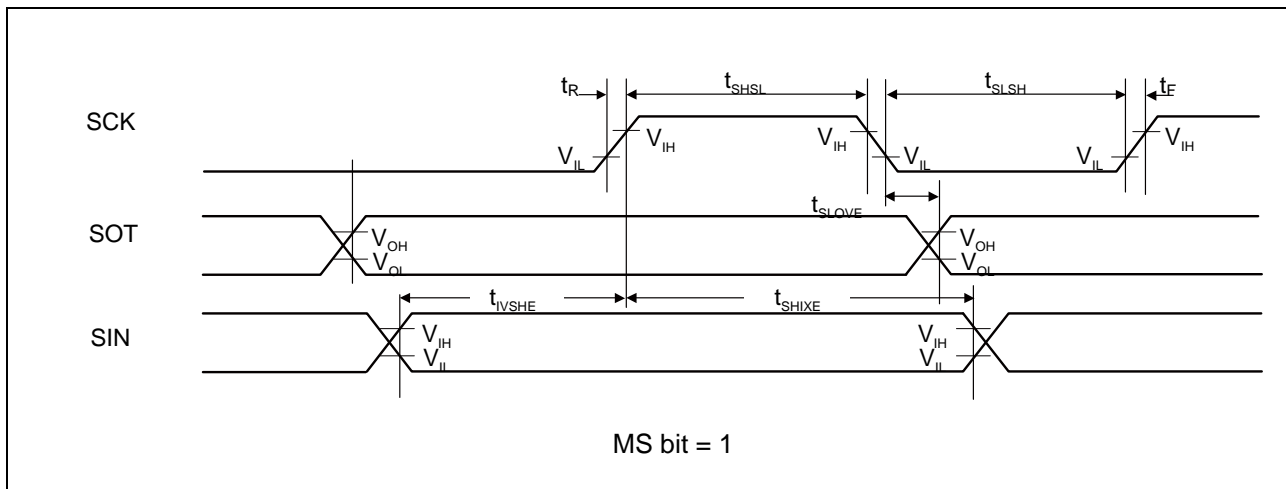 tR tSHSL tSLSH tF
SCK
VIH VIH VIH
VIL VIL VIL
tSLOVE
SOT
VOH VOH
VOL VOL
tIVSHE tSHIXE
SIN
VIH VIH
VIL VIL
MS bit = 1